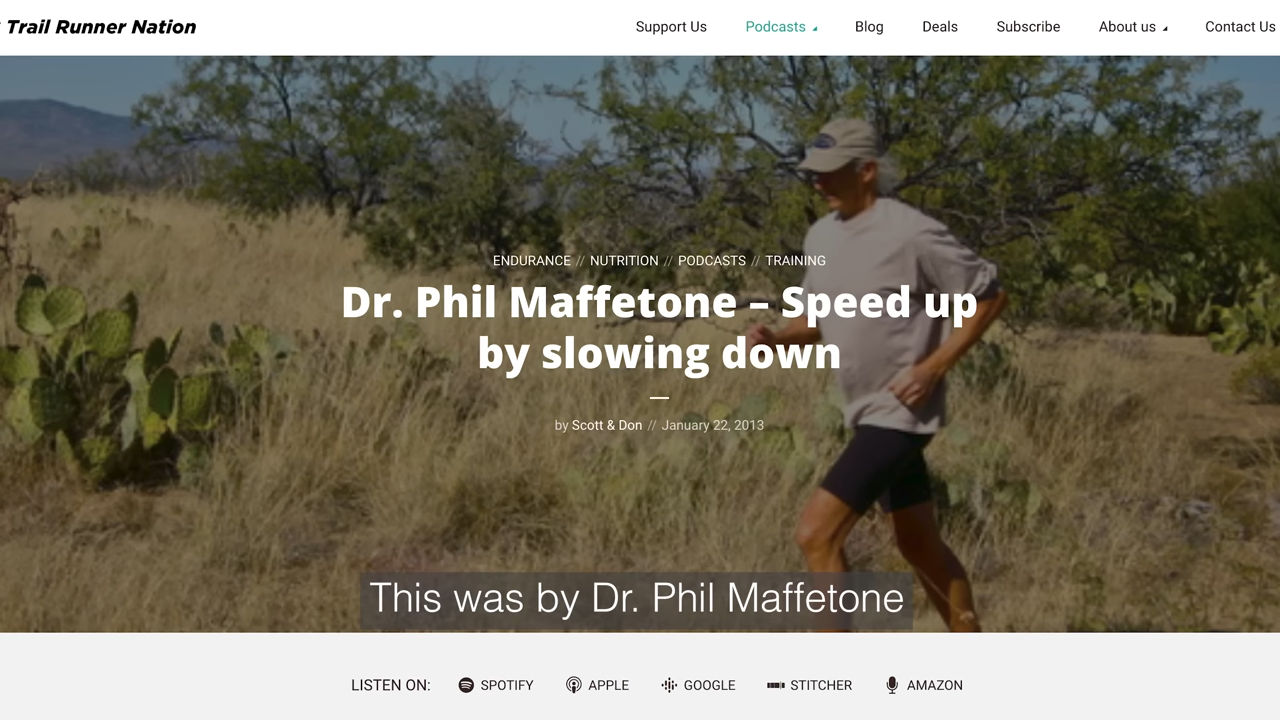 Trail Runner Nation
Support Us Podcasts Blog Deals Subscribe About us Contact Us
ENDURANCE // NUTRITION // PODCASTS // TRAINING
Dr. Phil Maffetone – Speed up
by slowing down
by Scott & Don // January 22, 2013
This was by Dr. Phil Maffetone
LISTEN ON: SPOTIFY APPLE GOOGLE STITCHER AMAZON